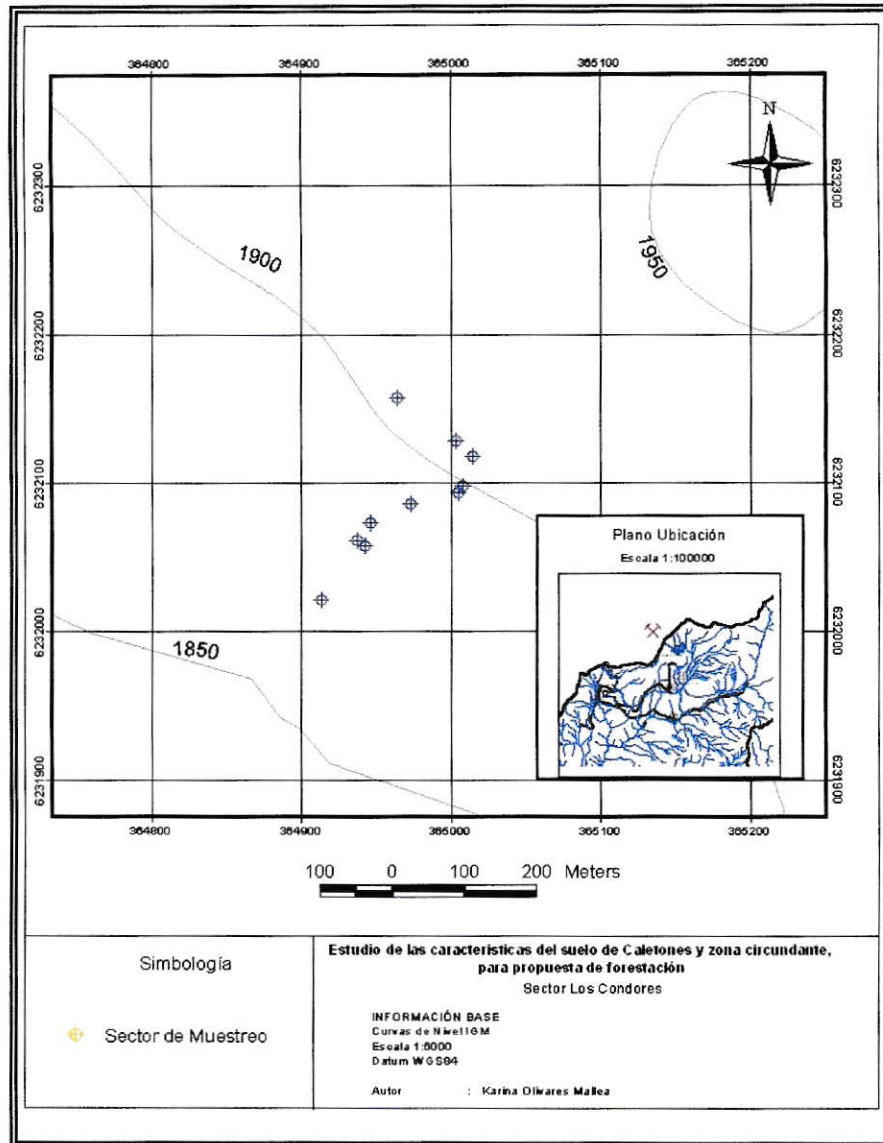 364800 364900 365000 365100 365200
N
6232300 6232300
1900
1950
6232200 6232200
6232100 6232100
Plano Ubicación
Escala 1:100000
6232000 6232000
1850
6231900 6231900
364800 364900 365000 365100 365200
100 0 100 200 Meters
Simbología
Sector de Muestreo
Estudio de las caracteristicas del suelo de Caletones y zona circundante,
para propuesta de forestación
Sector Los Condores
INFORMACIÓN BASE
Curvas de Nivel IGM
Escala 1:6000
Datum WGS84
Autor : Karina Olivares Mallea